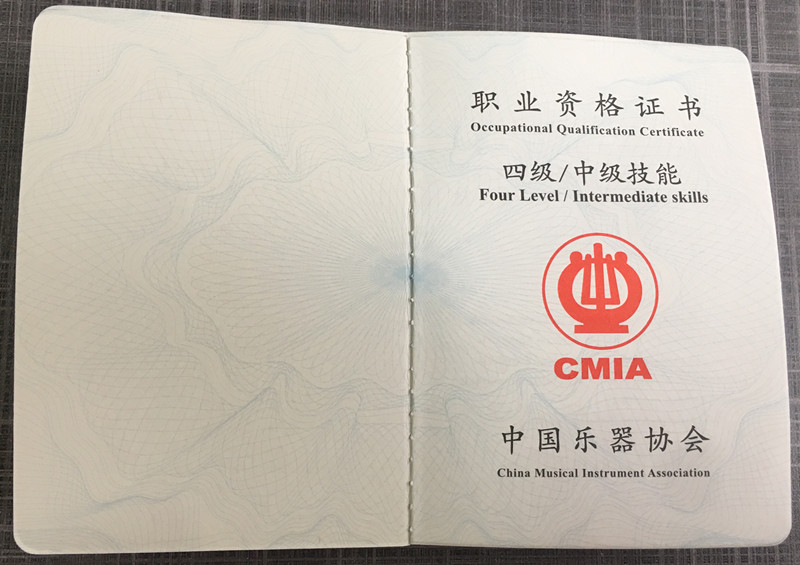 职业资格证书
Occupational Qualification Certificate
四级/中级技能
Four Level / Intermediate skills
CMIA
中国乐器协会
China Musical Instrument Association